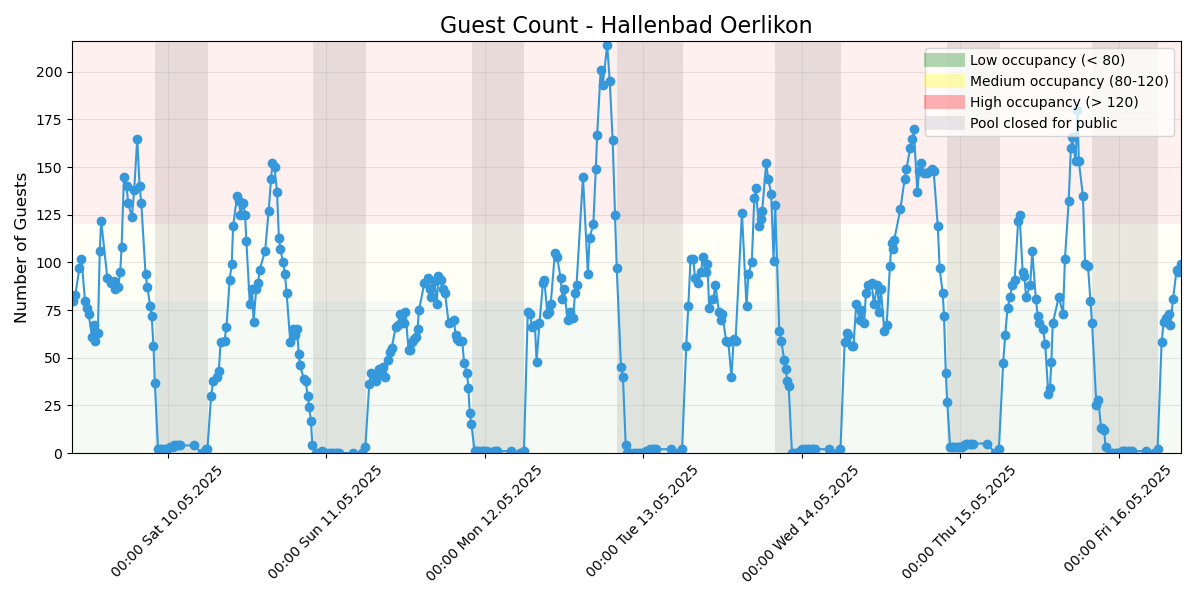 Guest Count - Hallenbad Oerlikon
Number of Guests
200
175
150
125
100
75
50
25
0
Low occupancy (< 80)
Medium occupancy (80-120)
High occupancy (> 120)
Pool closed for public
00:00 Sat 10.05.2025
00:00 Sun 11.05.2025
00:00 Mon 12.05.2025
00:00 Tue 13.05.2025
00:00 Wed 14.05.2025
00:00 Thu 15.05.2025
00:00 Fri 16.05.2025